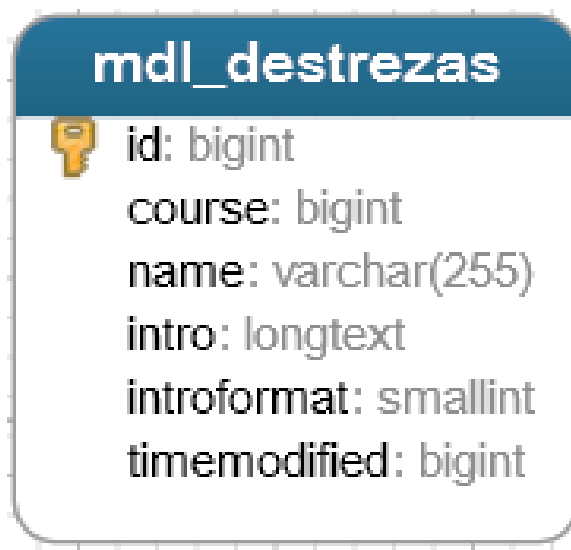 mdl_destrezas
id: bigint
course: bigint
name: varchar(255)
intro: longtext
introformat: smallint
timemodified: bigint